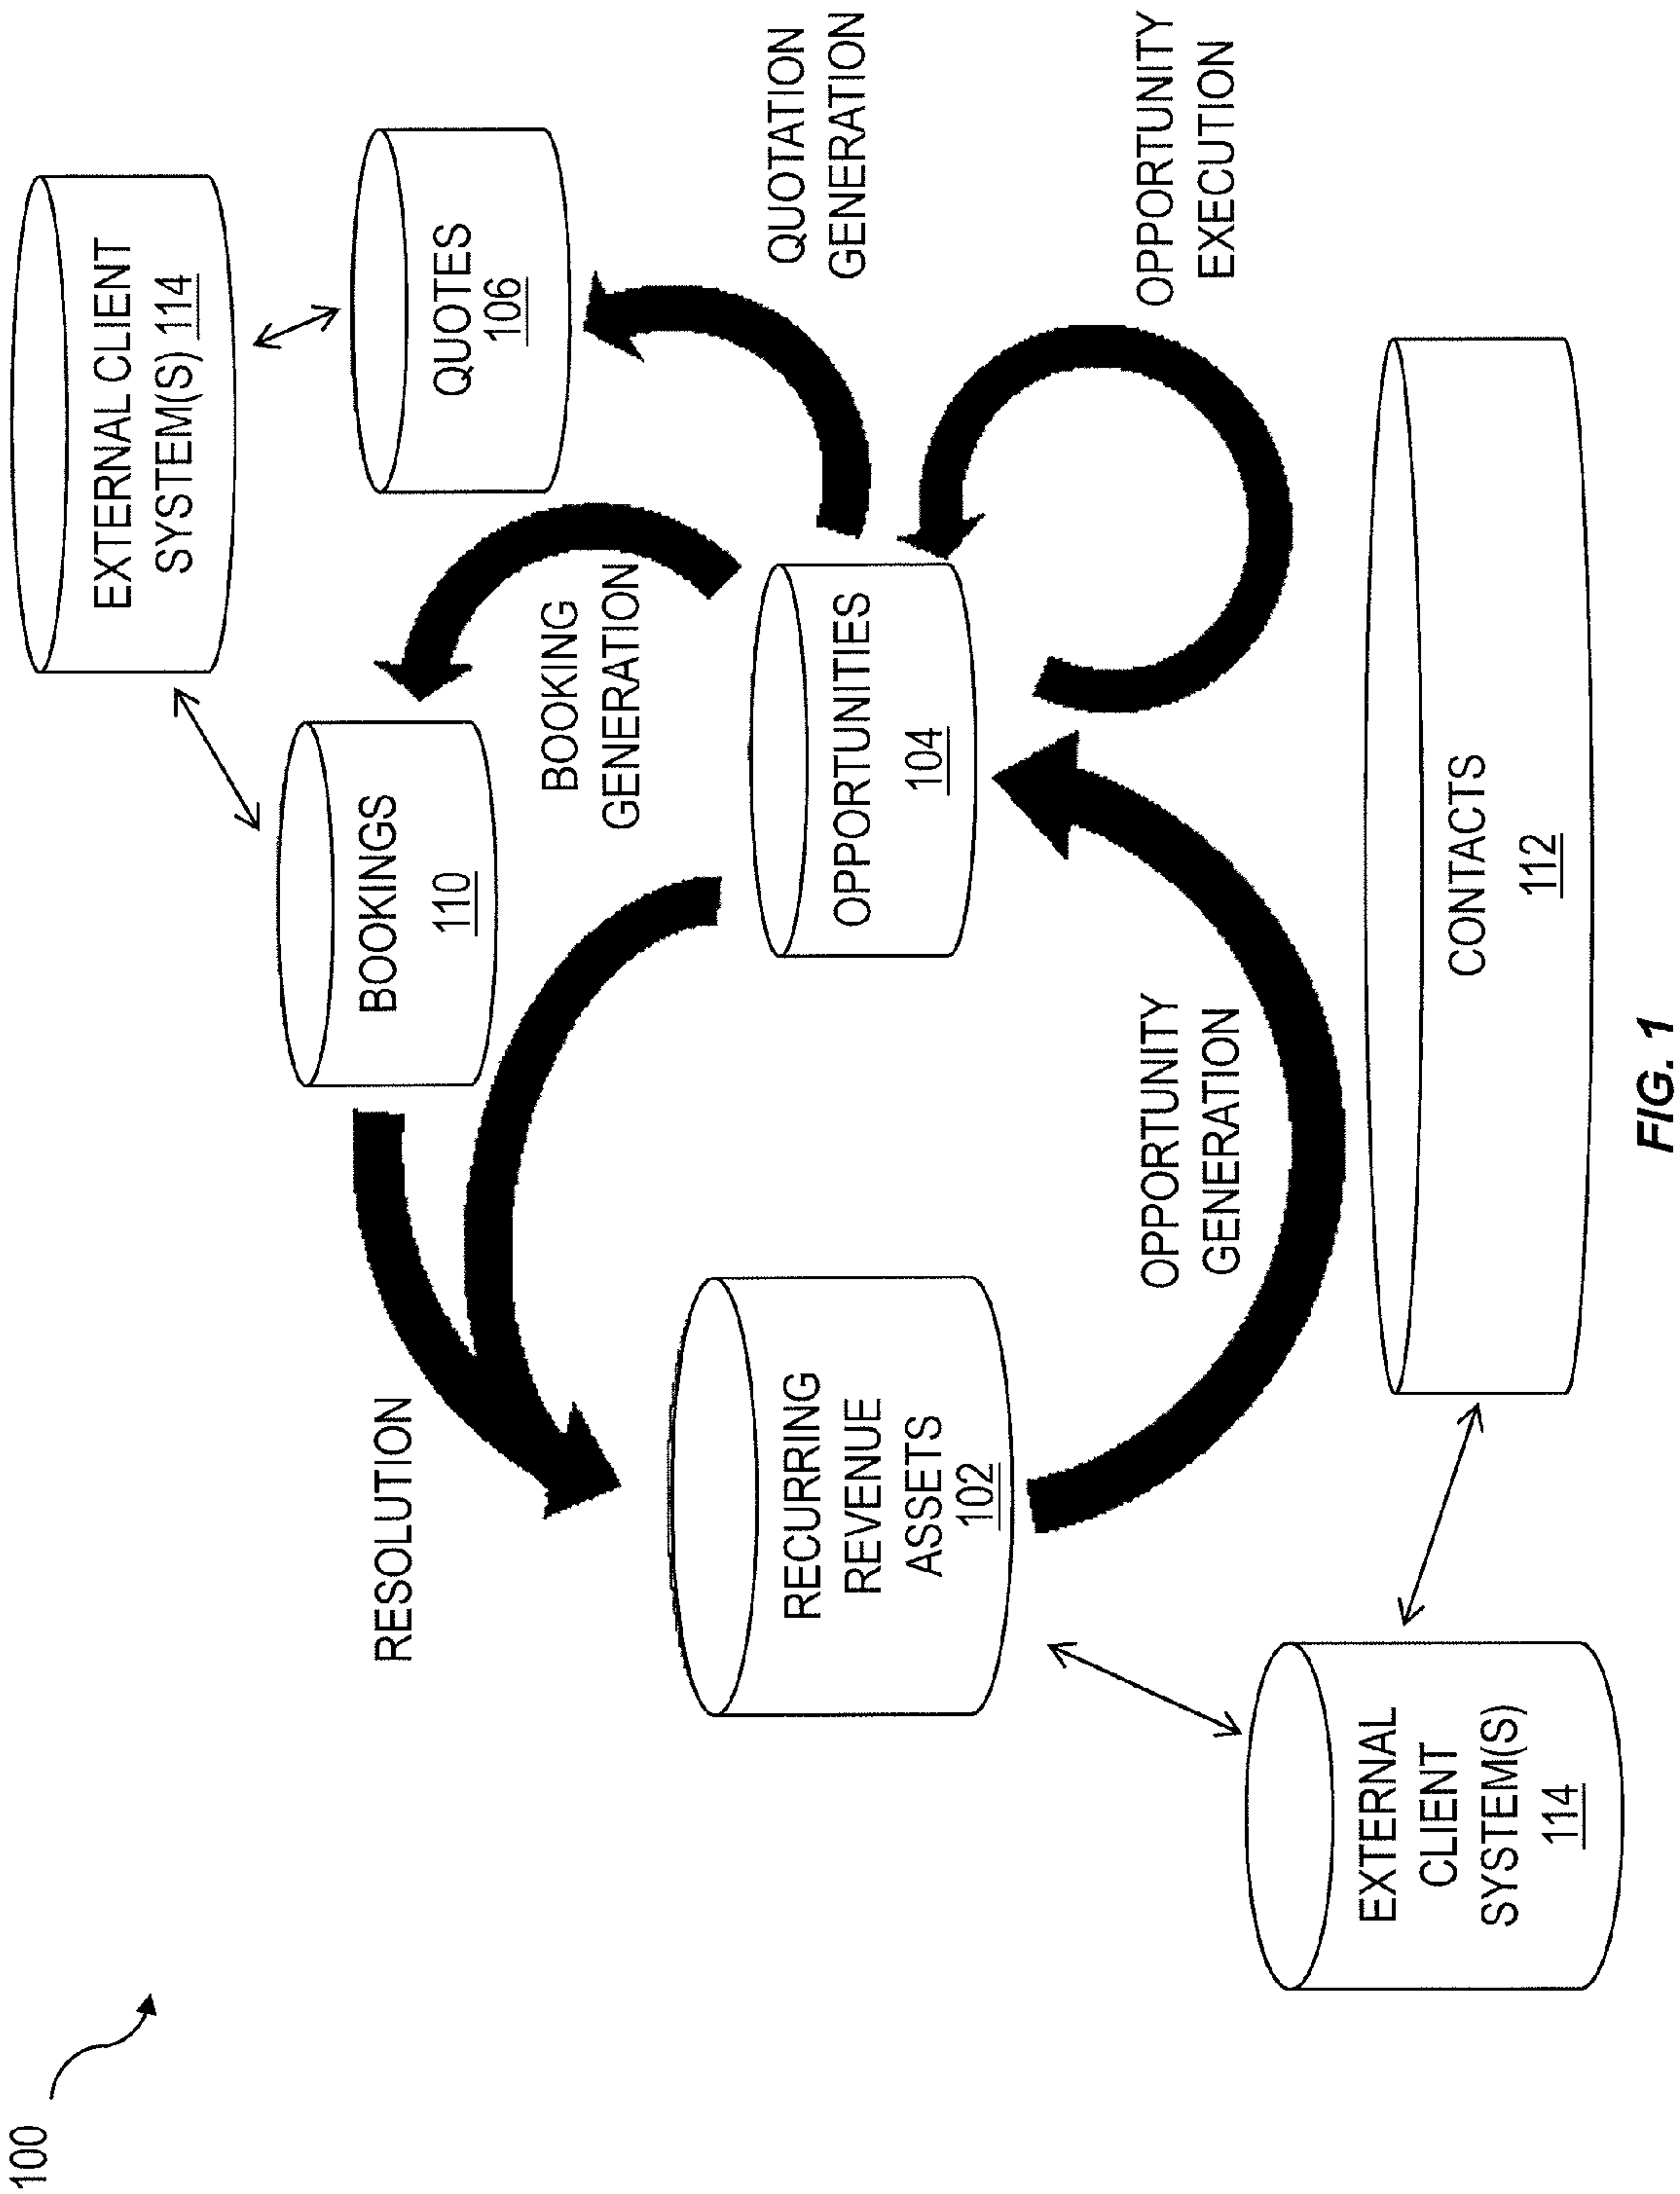 100
EXTERNAL CLIENT
SYSTEM(S) 114
BOOKINGS
110
QUOTES
106
RESOLUTION
BOOKING
GENERATION
QUOTATION
GENERATION
RECURRING
REVENUE
ASSETS
102
OPPORTUNITIES
104
OPPORTUNITY
GENERATION
OPPORTUNITY
EXECUTION
EXTERNAL
CLIENT
SYSTEM(S)
114
CONTACTS
112
FIG. 1